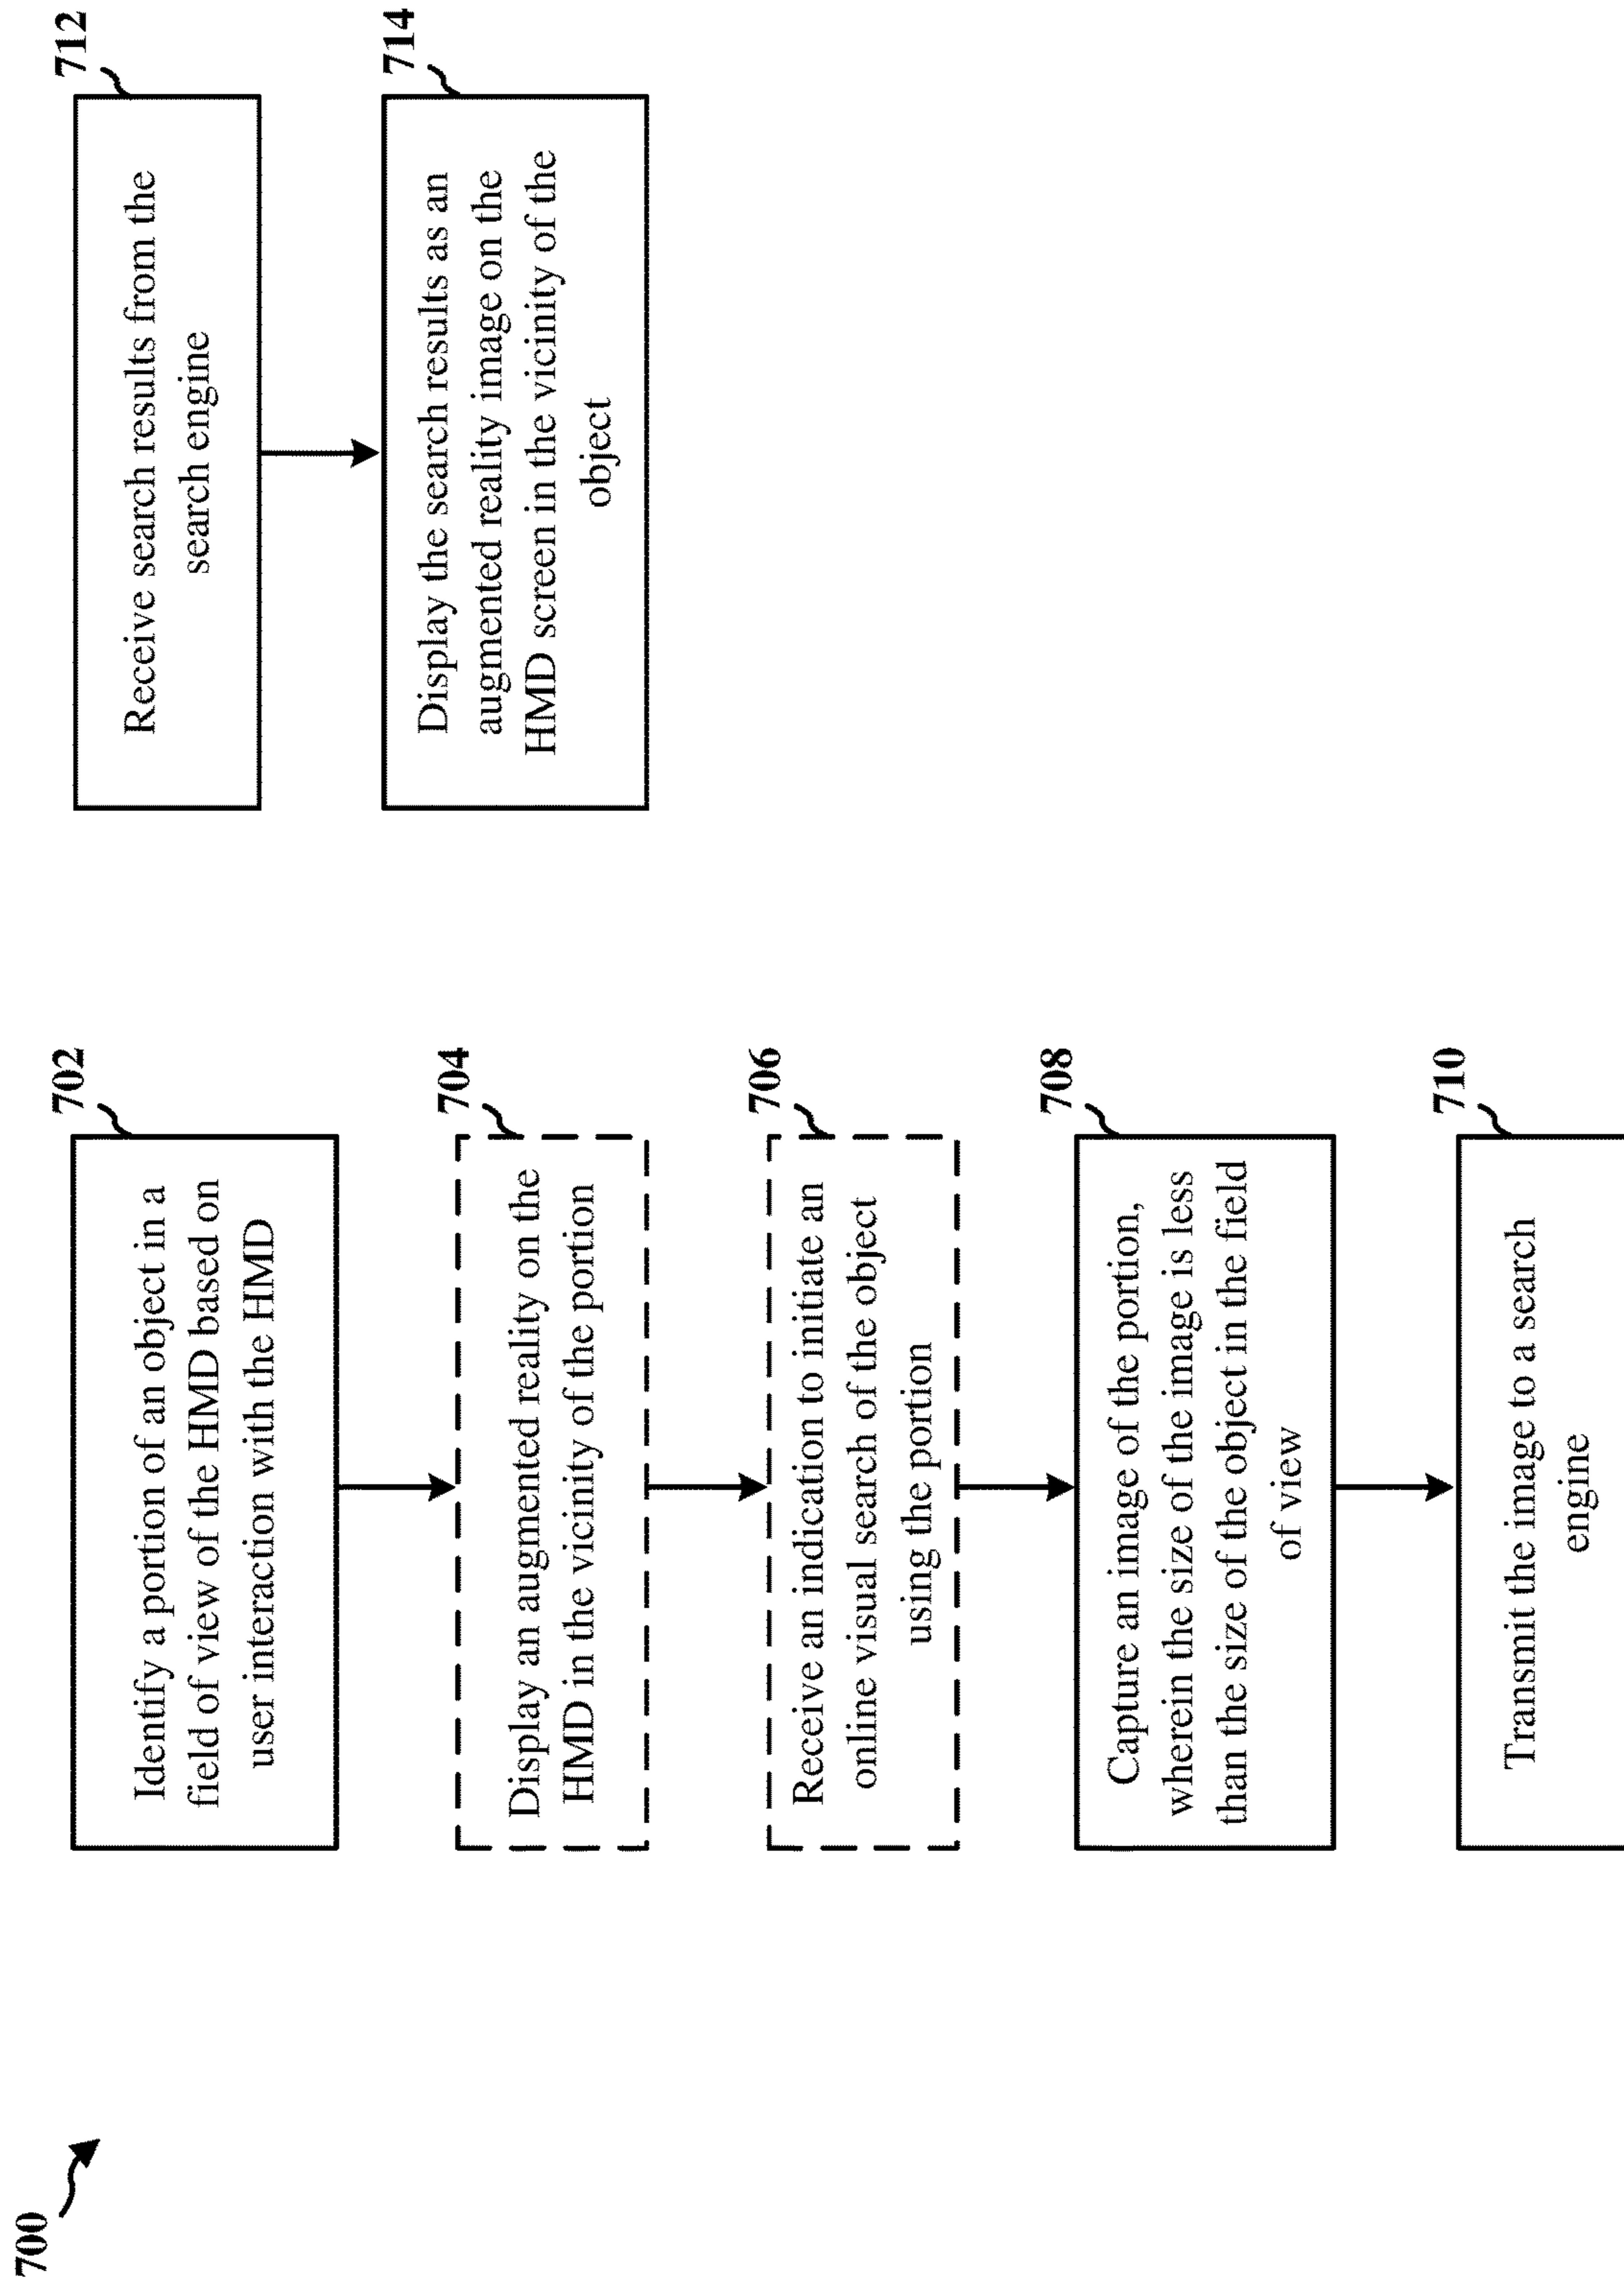 700
702
Identify a portion of an object in a
field of view of the HMD based on
user interaction with the HMD
704
Display an augmented reality on the
HMD in the vicinity of the portion
706
Receive an indication to initiate an
online visual search of the object
using the portion
708
Capture an image of the portion,
wherein the size of the image is less
than the size of the object in the field
of view
710
Transmit the image to a search
engine
712
Receive search results from the
search engine
714
Display the search results as an
augmented reality image on the
HMD screen in the vicinity of the
object